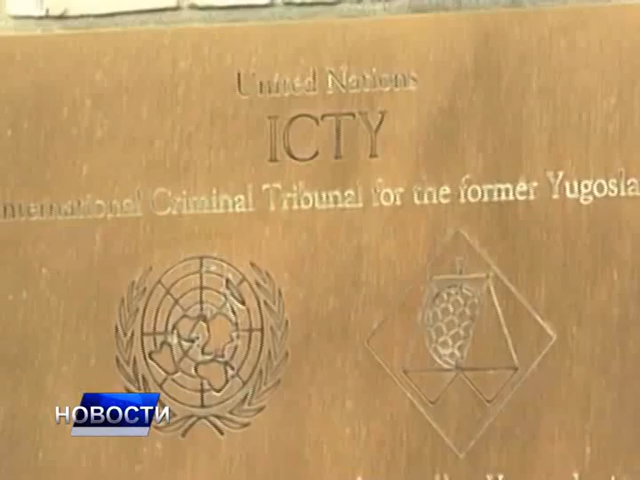 United Nations
ICTY
International Criminal Tribunal for the former Yugosla
НОВОСТИ